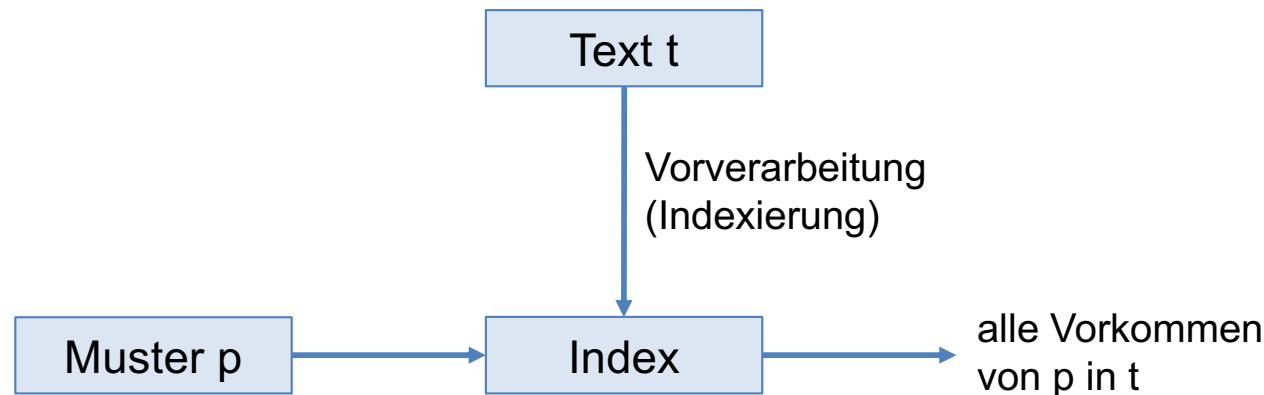 Text t
Vorverarbeitung
(Indexierung)
Muster p
Index
alle Vorkommen
von p in t